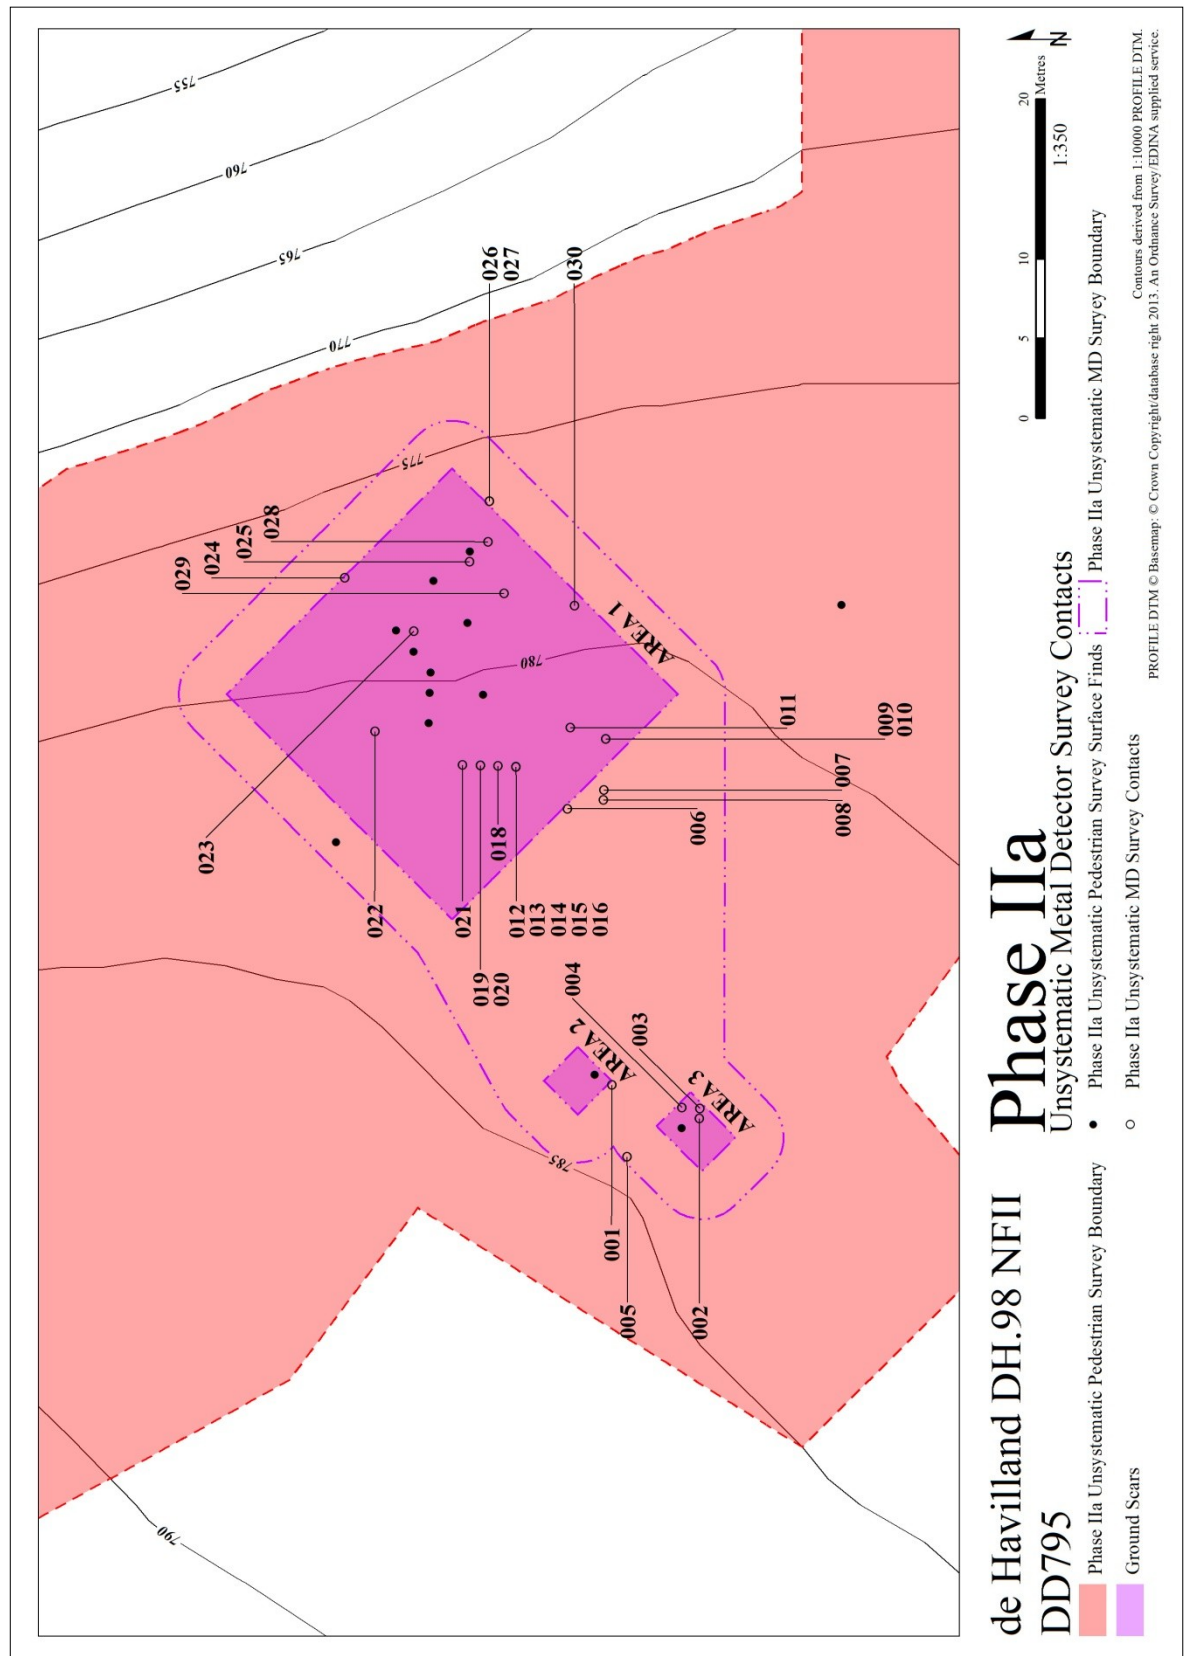 755
760
765
770
775
780
785
790
026
027
030
028
025
024
029
023
022
021
019
020
018
012
013
014
015
016
011
009
010
007
008
006
004
003
001
005
002
AREA 1
AREA 2
AREA 3
de Havilland DH.98 NFII
DD795
Phase IIa
Unsystematic Metal Detector Survey Contacts
Phase IIa Unsystematic Pedestrian Survey Boundary
Ground Scars
Phase IIa Unsystematic Pedestrian Survey Surface Finds
Phase IIa Unsystematic MD Survey Contacts
Phase IIa Unsystematic MD Survey Boundary
0 5 10 20
Metres
1:350
N
Contours derived from 1:10000 PROFILE DTM.
PROFILE DTM © Basemap: © Crown Copyright/database right 2013. An Ordnance Survey/EDINA supplied service.